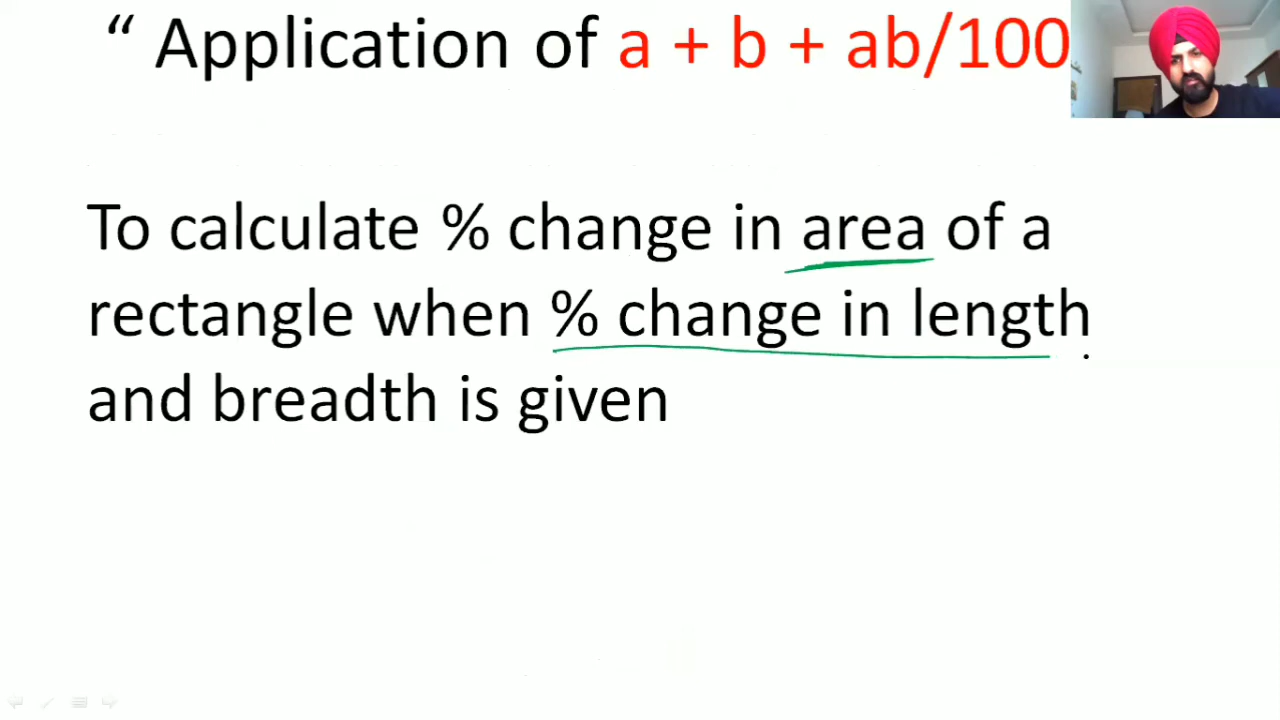 “ Application of a + b + ab/100
To calculate % change in area of a
rectangle when % change in length
and breadth is given